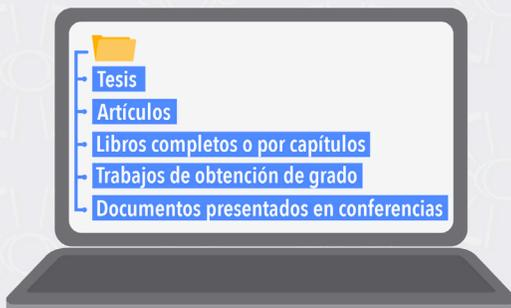 Tesis
Artículos
Libros completos o por capítulos
Trabajos de obtención de grado
Documentos presentados en conferencias